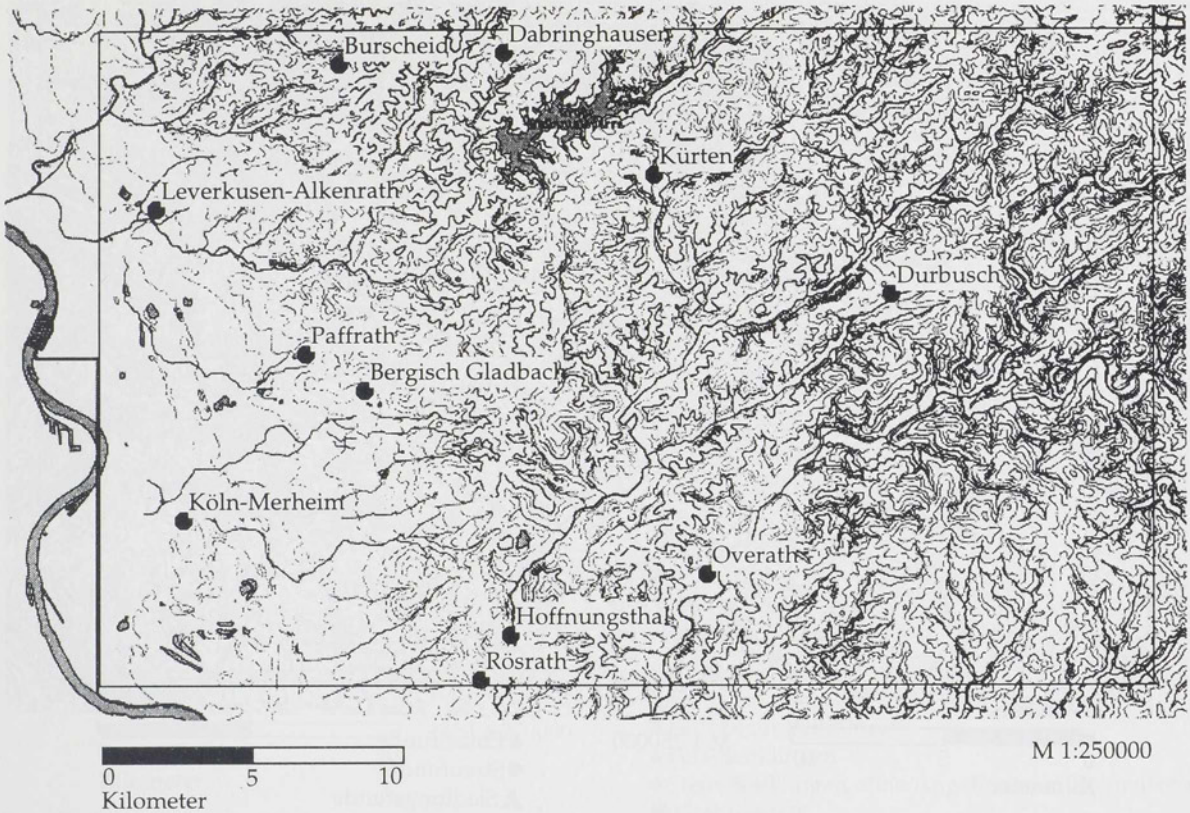 Burscheid
Dabringhausen
Kürten
Leverkusen-Alkenrath
Durbusch
Paffrath
Bergisch Gladbach
Köln-Merheim
Overath
Hoffnungsthal
Rösrath
M 1:250000
0 5 10
Kilometer